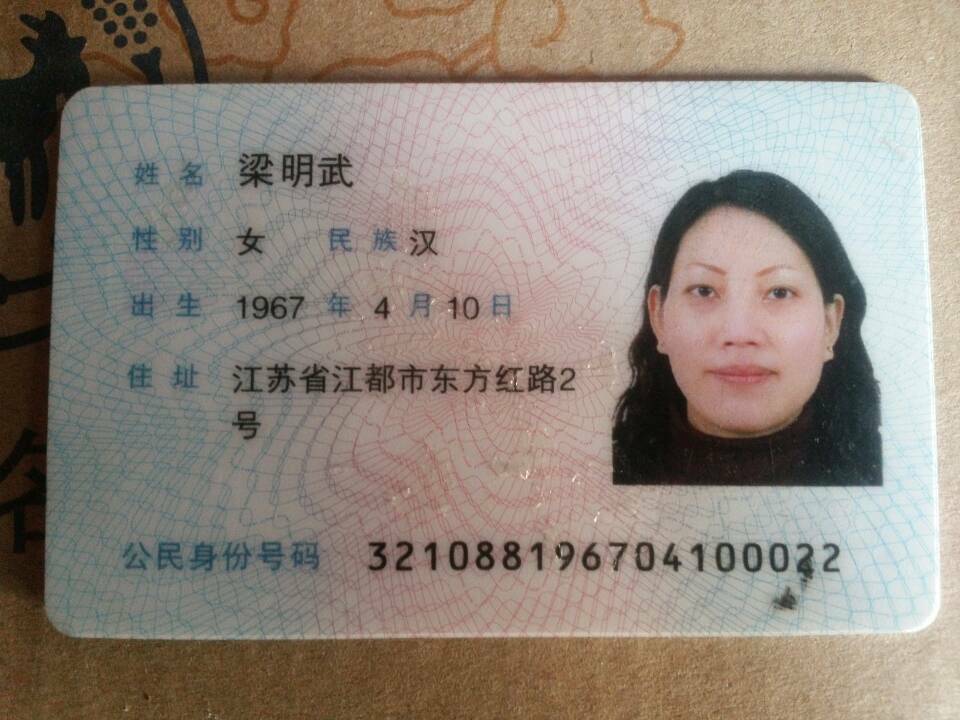 姓名 梁明武
性别 女 民族 汉
出生 1967 年 4 月 10 日
住址 江苏省江都市东方红路2
号
公民身份号码 321088196704100022